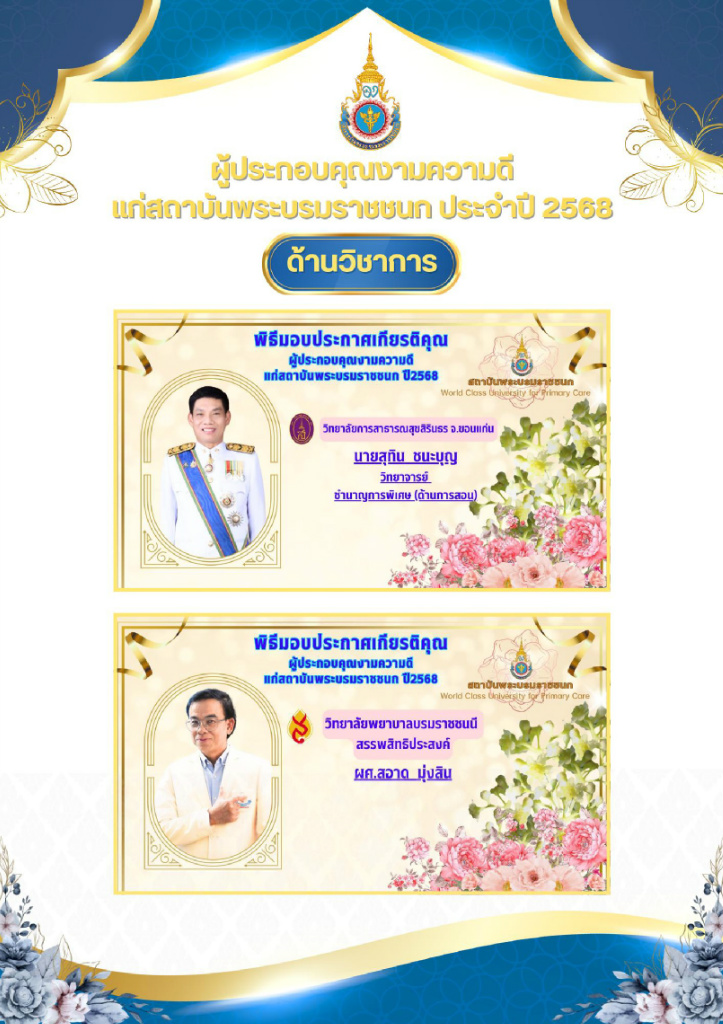 ผู้ประกอบคุณงามความดี
แก่สถาบันพระบรมราชชนก ประจำปี 2568
ด้านวิชาการ
พิธีมอบประกาศเกียรติคุณ
ผู้ประกอบคุณงามความดี
แก่สถาบันพระบรมราชชนก ปี2568
สถาบันพระบรมราชชนก
World Class University for Primary Care
วิทยาลัยการสาธารณสุขสิรินธร จ.ขอนแก่น
นายสุทิน ชนะบุญ
วิทยาจารย์
ชำนาญการพิเศษ (ด้านการสอน)
พิธีมอบประกาศเกียรติคุณ
ผู้ประกอบคุณงามความดี
แก่สถาบันพระบรมราชชนก ปี2568
สถาบันพระบรมราชชนก
World Class University for Primary Care
วิทยาลัยพยาบาลบรมราชชนนี
สรรพสิทธิประสงค์
ผศ.สอาด มุ่งสิน